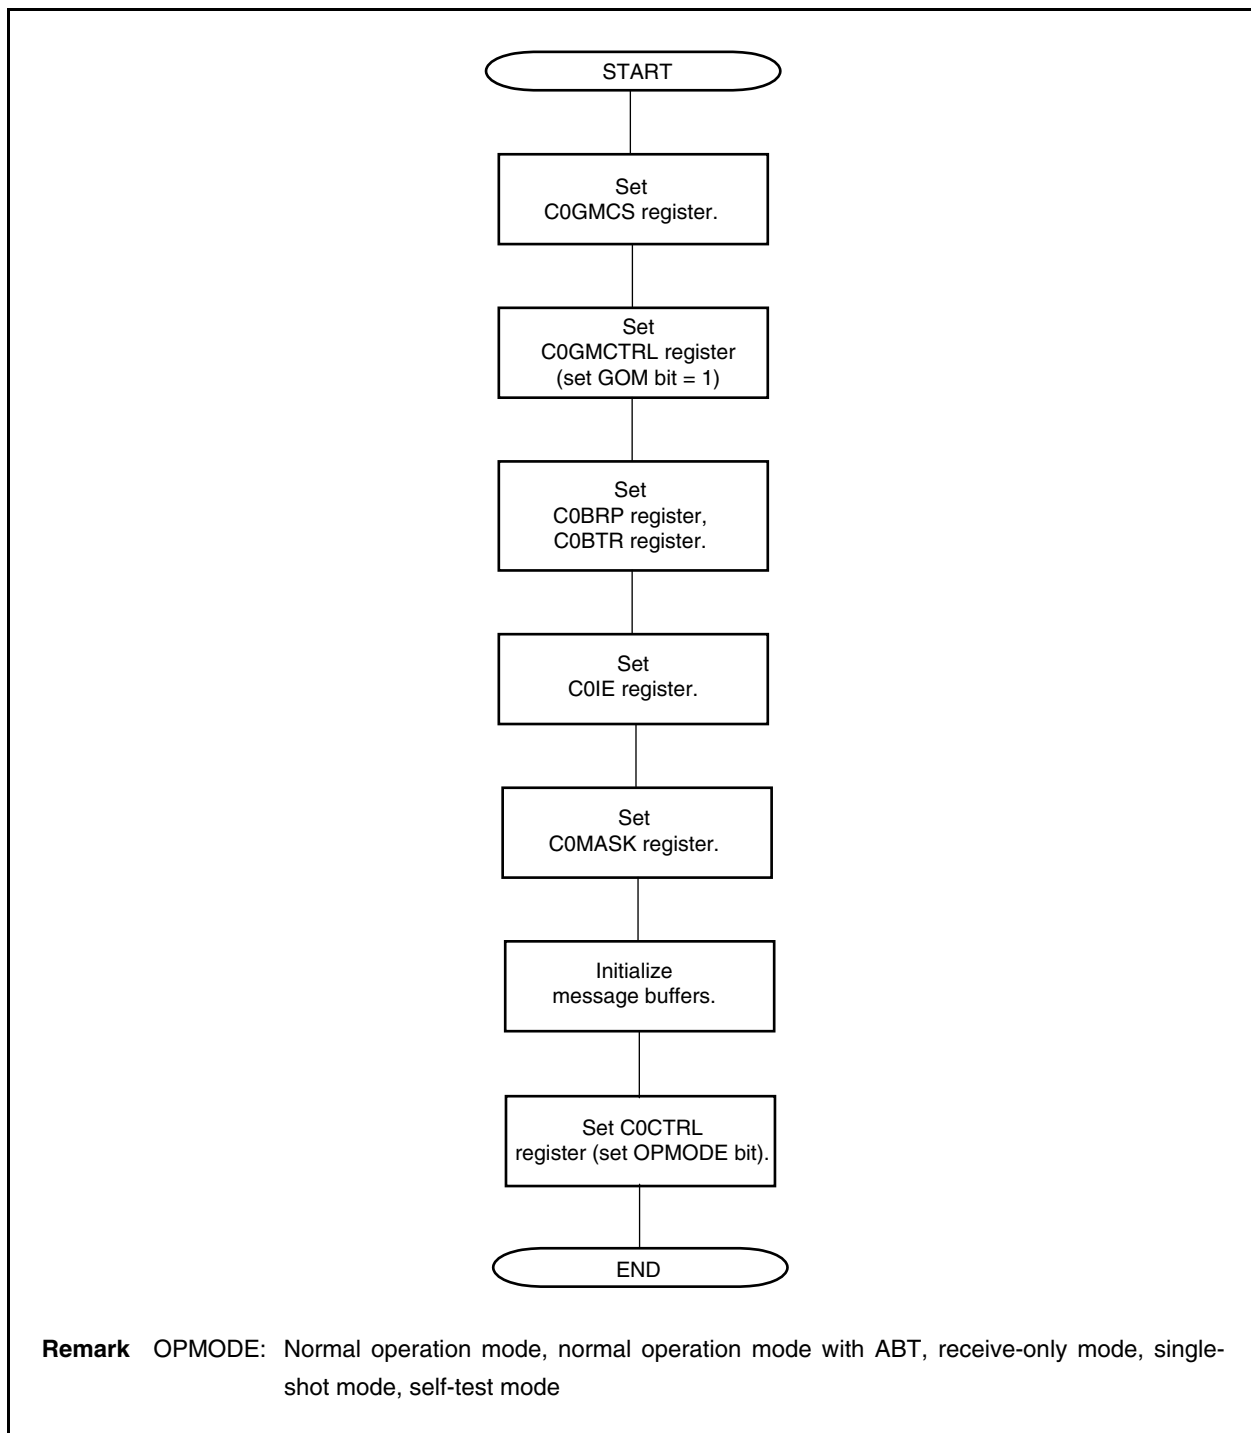 START
Set
C0GMCS register.
Set
C0GMCTRL register
(set GOM bit = 1)
Set
C0BRP register,
C0BTR register.
Set
C0IE register.
Set
C0MASK register.
Initialize
message buffers.
Set C0CTRL
register (set OPMODE bit).
END
Remark OPMODE: Normal operation mode, normal operation mode with ABT, receive-only mode, single-
shot mode, self-test mode